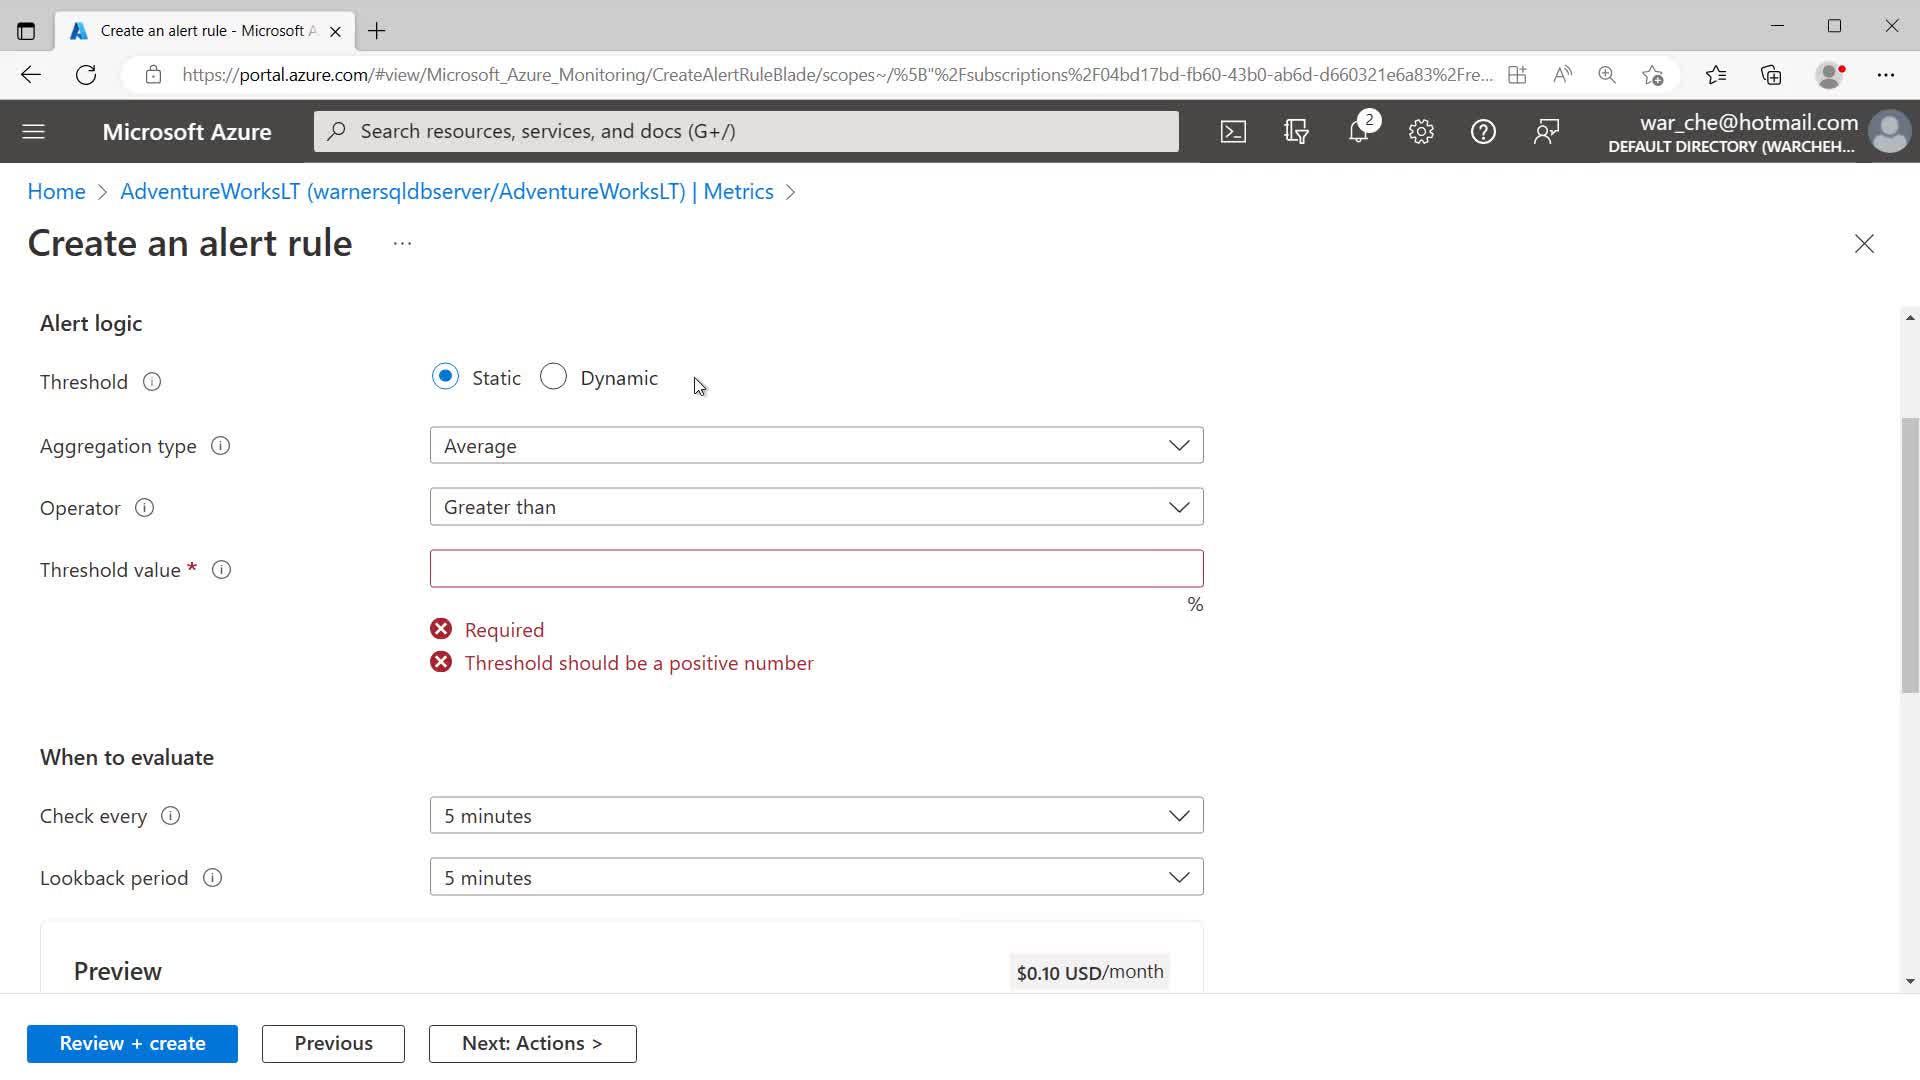 Create an alert rule - Microsoft A
https://portal.azure.com/#view/Microsoft_Azure_Monitoring/CreateAlertRuleBlade/scopes~/%5B"%2Fsubscriptions%2F04bd17bd-fb60-43b0-ab6d-d660321e6a83%2Fre...
Microsoft Azure
Search resources, services, and docs (G+/)
2
war_che@hotmail.com
DEFAULT DIRECTORY (WARCHEH...
Home > AdventureWorksLT (warnersqldbserver/AdventureWorksLT) | Metrics >
Create an alert rule ...
Alert logic
Threshold
Static
Dynamic
Aggregation type
Average
Operator
Greater than
Threshold value *
%
Required
Threshold should be a positive number
When to evaluate
Check every
5 minutes
Lookback period
5 minutes
Preview
$0.10 USD/month
Review + create
Previous
Next: Actions >